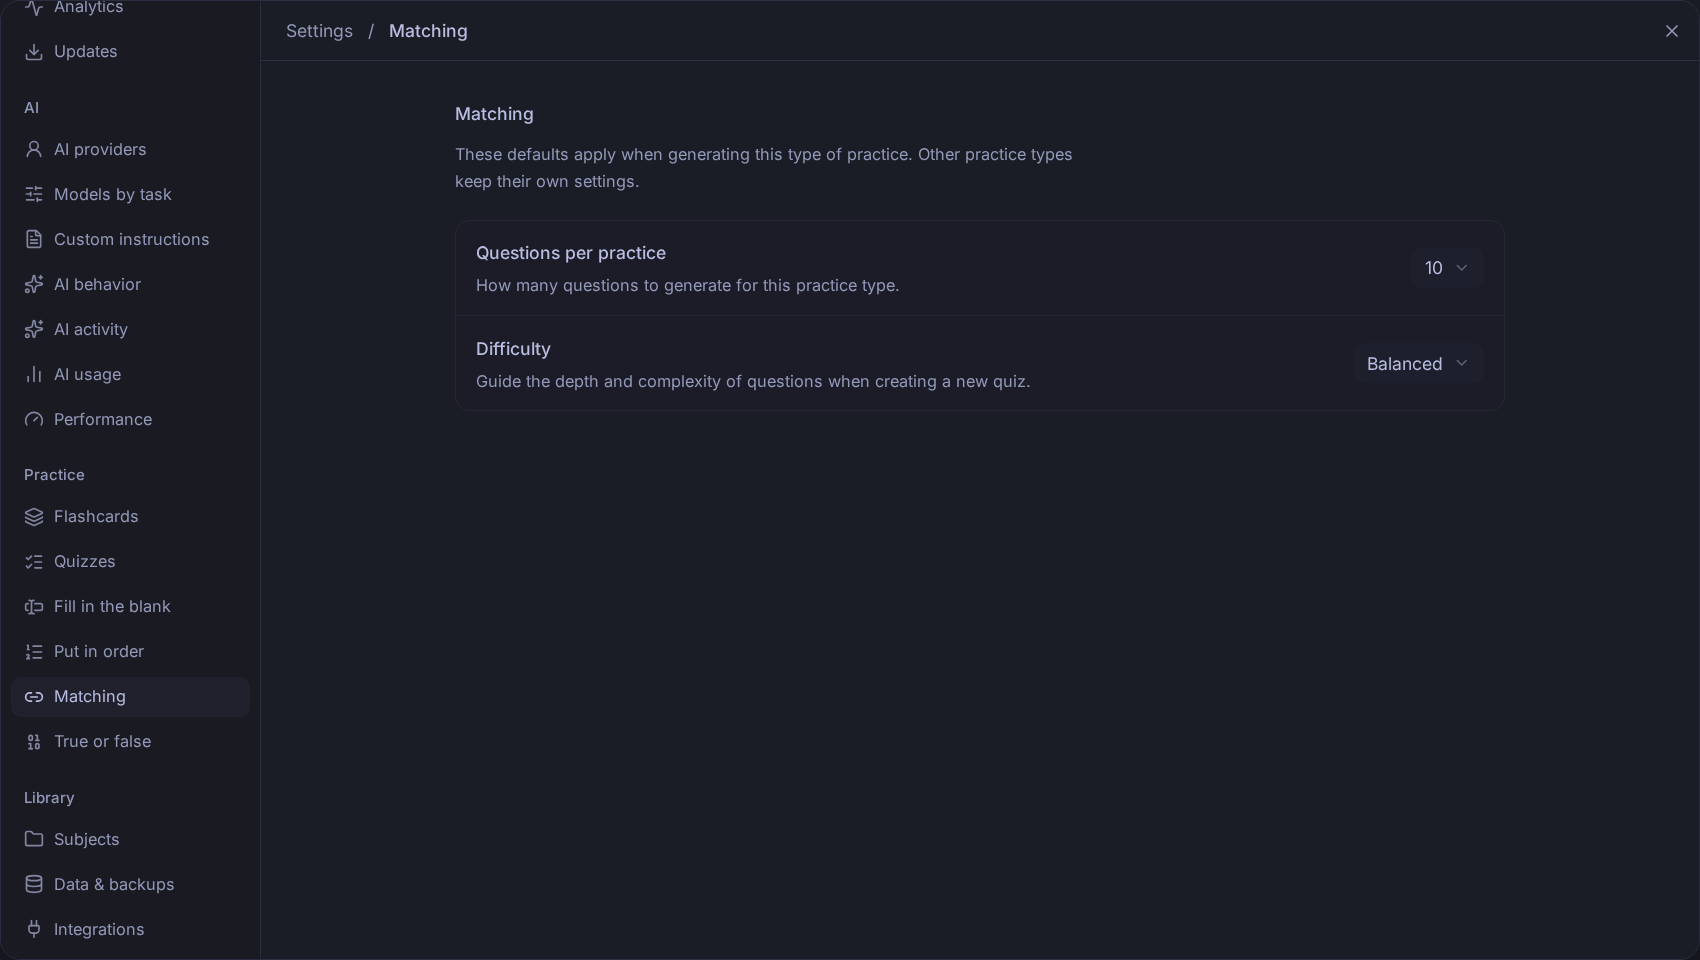 Analytics
Updates
AI
AI providers
Models by task
Custom instructions
AI behavior
AI activity
AI usage
Performance
Practice
Flashcards
Quizzes
Fill in the blank
Put in order
Matching
True or false
Library
Subjects
Data & backups
Integrations
Settings / Matching
Matching
These defaults apply when generating this type of practice. Other practice types
keep their own settings.
Questions per practice
How many questions to generate for this practice type.
10
Difficulty
Guide the depth and complexity of questions when creating a new quiz.
Balanced